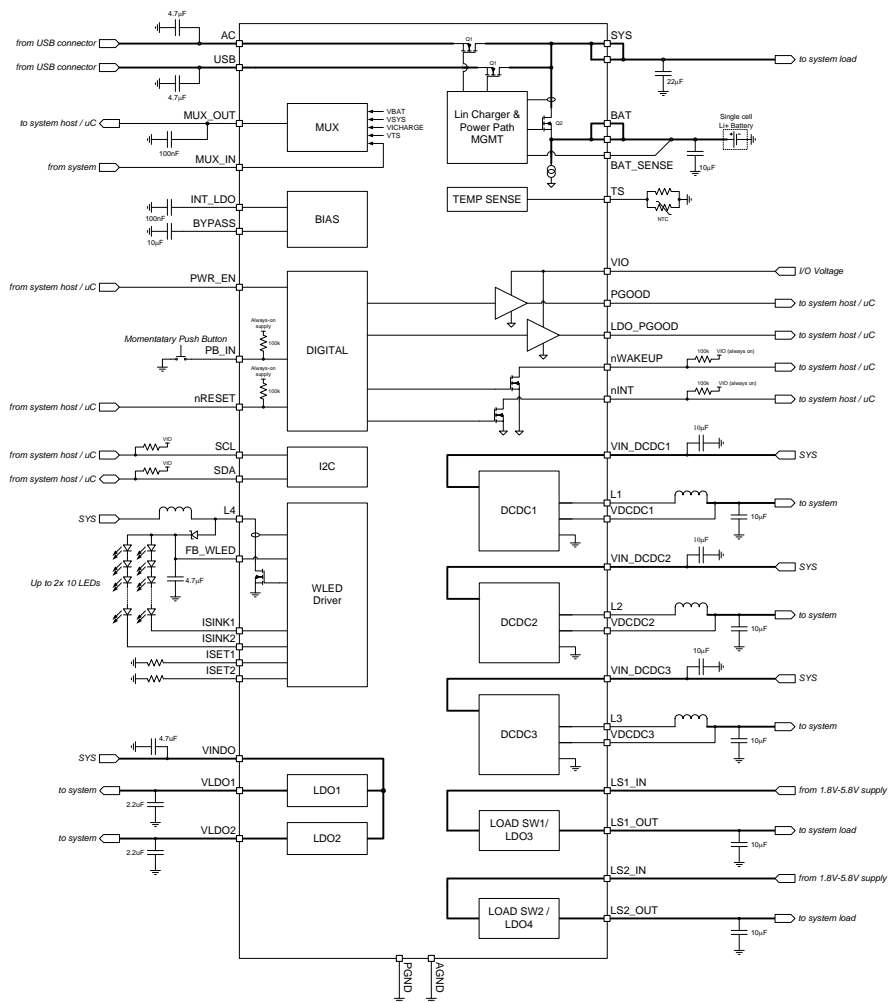 4.7μF
from USB connector
AC
SYS
Q1
to system load
from USB connector
USB
Q1
22μF
4.7μF
MUX_OUT
to system host / uC
100nF
MUX
VBAT
VSYS
VICHARGE
VTS
Lin Charger &
Power Path
MGMT
Q2
BAT
Single cell
Li+ Battery
MUX_IN
from system
BAT_SENSE
10μF
INT_LDO
100nF
BYPASS
10μF
BIAS
TEMP SENSE
TS
NTC
VIO
I/O Voltage
PWR_EN
from system host / uC
PGOOD
to system host / uC
LDO_PGOOD
to system host / uC
DIGITAL
Always-on
supply
100k
Momentatary Push Button
PB_IN
nWAKEUP
100k
VIO (always on)
to system host / uC
Always-on
supply
100k
nINT
100k
VIO (always on)
to system host / uC
nRESET
from system host / uC
VIO
SCL
from system host / uC
I2C
VIO
SDA
from system host / uC
10μF
VIN_DCDC1
SYS
DCDC1
L1
to system
VDCDC1
10μF
SYS
L4
FB_WLED
4.7μF
Up to 2x 10 LEDs
WLED
Driver
ISINK1
ISINK2
ISET1
ISET2
10μF
VIN_DCDC2
SYS
DCDC2
L2
to system
VDCDC2
10μF
10μF
VIN_DCDC3
SYS
DCDC3
L3
to system
VDCDC3
10μF
4.7uF
SYS
VINDO
VLDO1
to system
LDO1
2.2uF
VLDO2
to system
LDO2
2.2uF
LS1_IN
from 1.8V-5.8V supply
LOAD SW1/
LDO3
LS1_OUT
to system load
10μF
LS2_IN
from 1.8V-5.8V supply
LOAD SW2 /
LDO4
LS2_OUT
to system load
10μF
PGND
AGND